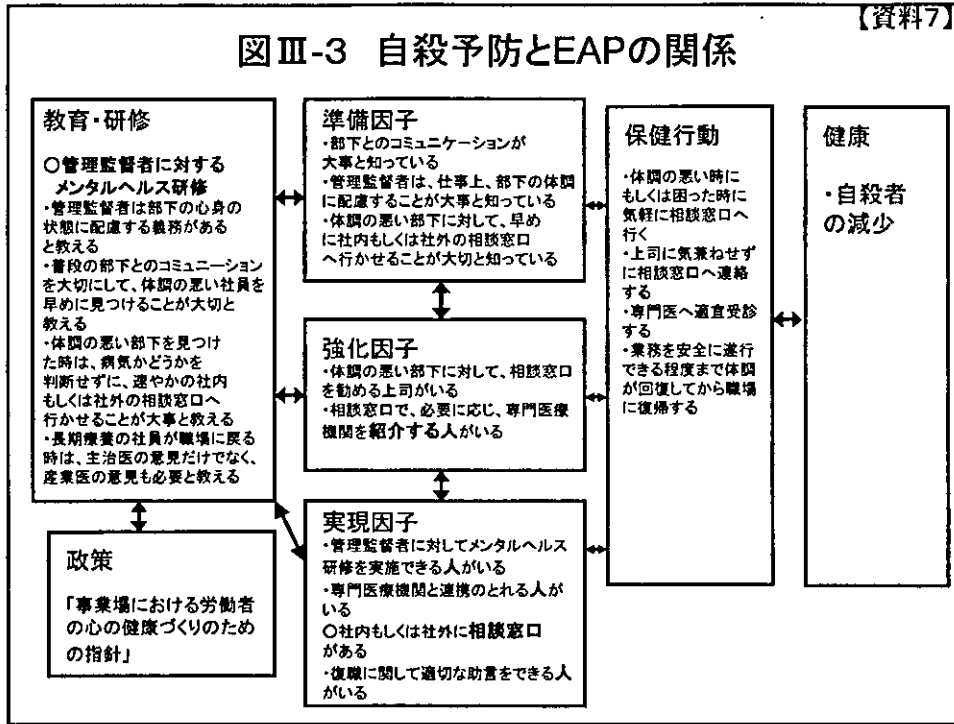 【資料7】
図Ⅲ-3 自殺予防とEAPの関係
教育・研修
○管理監督者に対する
メンタルヘルス研修
・管理監督者は部下の心身の
状態に配慮する義務がある
と教える
・普段の部下とのコミュニーション
を大切にして、体調の悪い社員を
早めに見つけることが大切と
教える
・体調の悪い部下を見つけ
た時は、病気かどうかを
判断せずに、速やかの社内
もしくは社外の相談窓口へ
行かせることが大事と教える
・長期療養の社員が職場に戻る
時は、主治医の意見だけでなく、
産業医の意見も必要と教える
政策
「事業場における労働者
の心の健康づくりのため
の指針」
準備因子
・部下とのコミュニケーションが
大事と知っている
・管理監督者は、仕事上、部下の体調
に配慮することが大事と知っている
・体調の悪い部下に対して、早め
に社内もしくは社外の相談窓口
へ行かせることが大切と知っている
強化因子
・体調の悪い部下に対して、相談窓口
を勧める上司がいる
・相談窓口で、必要に応じ、専門医療
機関を紹介する人がいる
実現因子
・管理監督者に対してメンタルヘルス
研修を実施できる人がいる
・専門医療機関と連携のとれる人が
いる
○社内もしくは社外に相談窓口
がある
・復職に関して適切な助言をできる人
がいる
保健行動
・体調の悪い時に
もしくは困った時に
気軽に相談窓口へ
行く
・上司に気兼ねせず
に相談窓口へ連絡
する
・専門医へ適宜受診
する
・業務を安全に遂行
できる程度まで体調
が回復してから職場
に復帰する
健康
・自殺者
の減少